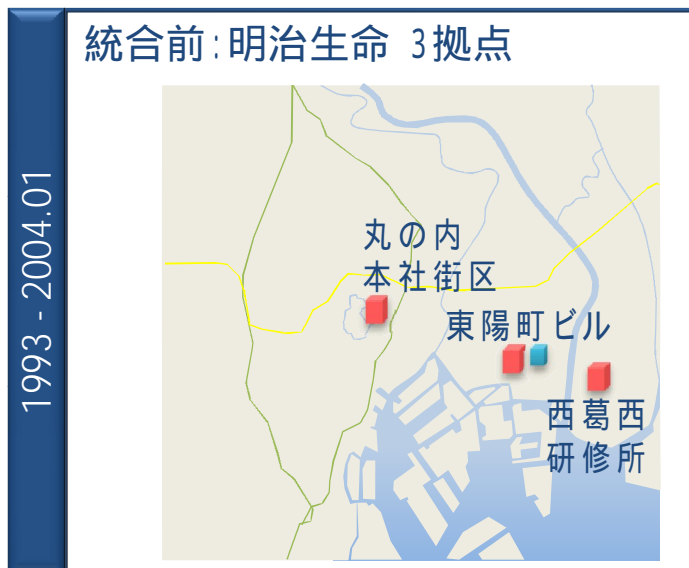 統合前:明治生命 3拠点
1993 - 2004.01
丸の内
本社街区
東陽町ビル
西葛西
研修所